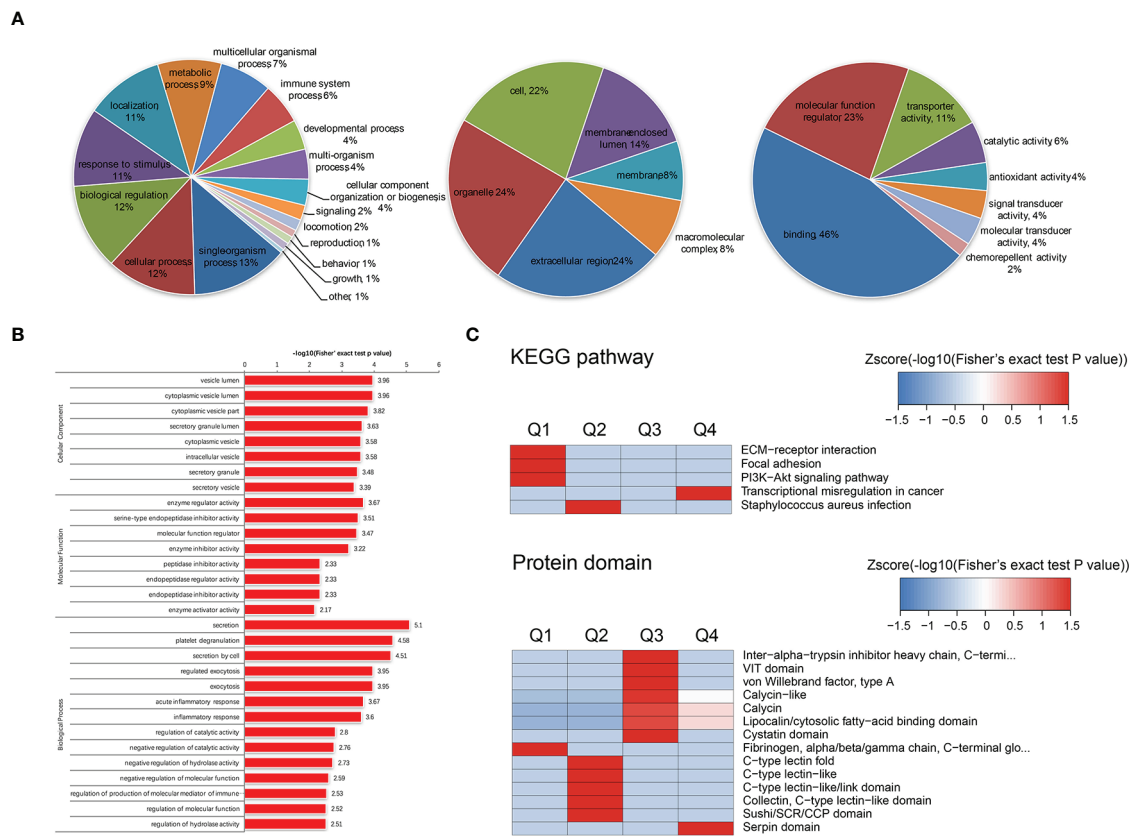 A
multicellular organismal
process 7%
metabolic
process 9%
immune system
process 6%
localization,
11%
developmental process
4%
multi-organism
process 4%
response to stimulus,
11%
cellular component
organization or biogenesis
4%
biological regulation
12%
signaling 2%
locomotion, 2%
reproduction, 1%
cellular process,
12%
single-organism
process 13%
behavior, 1%
growth, 1%
other, 1%
cell, 22%
membrane-enclosed
lumen, 14%
membrane 8%
organelle 24%
macromolecular
complex, 8%
extracellular region 24%
molecular function
regulator, 23%
transporter
activity, 11%
catalytic activity, 6%
antioxidant activity 4%
signal transducer
activity, 4%
molecular transducer
activity, 4%
chemorepellent activity
2%
binding, 46%
B
-log10(Fisher' exact test p value)
0 1 2 3 4 5 6
Cellular Component
vesicle lumen 3.96
cytoplasmic vesicle lumen 3.96
cytoplasmic vesicle part 3.82
secretory granule lumen 3.63
cytoplasmic vesicle 3.58
intracellular vesicle 3.58
secretory granule 3.48
secretory vesicle 3.39
Molecular Function
enzyme regulator activity 3.67
serine-type endopeptidase inhibitor activity 3.51
molecular function regulator 3.47
enzyme inhibitor activity 3.22
peptidase inhibitor activity 2.33
endopeptidase regulator activity 2.33
endopeptidase inhibitor activity 2.33
enzyme activator activity 2.17
Biological Process
secretion 5.1
platelet degranulation 4.58
secretion by cell 4.51
regulated exocytosis 3.95
exocytosis 3.95
acute inflammatory response 3.67
inflammatory response 3.6
regulation of catalytic activity 2.8
negative regulation of catalytic activity 2.76
negative regulation of hydrolase activity 2.73
negative regulation of molecular function 2.59
regulation of production of molecular mediator of immune 2.53
regulation of molecular function 2.52
regulation of hydrolase activity 2.51
C
KEGG pathway
Zscore(-log10(Fisher's exact test P value))
−1.5 −1 −0.5 0 0.5 1 1.5
Q1 Q2 Q3 Q4
ECM−receptor interaction
Focal adhesion
PI3K−Akt signaling pathway
Transcriptional misregulation in cancer
Staphylococcus aureus infection
Protein domain
Zscore(-log10(Fisher's exact test P value))
−1.5 −1 −0.5 0 0.5 1 1.5
Q1 Q2 Q3 Q4
Inter−alpha−trypsin inhibitor heavy chain, C−termi...
VIT domain
von Willebrand factor, type A
Calycin−like
Calycin
Lipocalin/cytosolic fatty−acid binding domain
Cystatin domain
Fibrinogen, alpha/beta/gamma chain, C−terminal glo...
C−type lectin fold
C−type lectin−like
C−type lectin−like/link domain
Collectin, C−type lectin−like domain
Sushi/SCR/CCP domain
Serpin domain